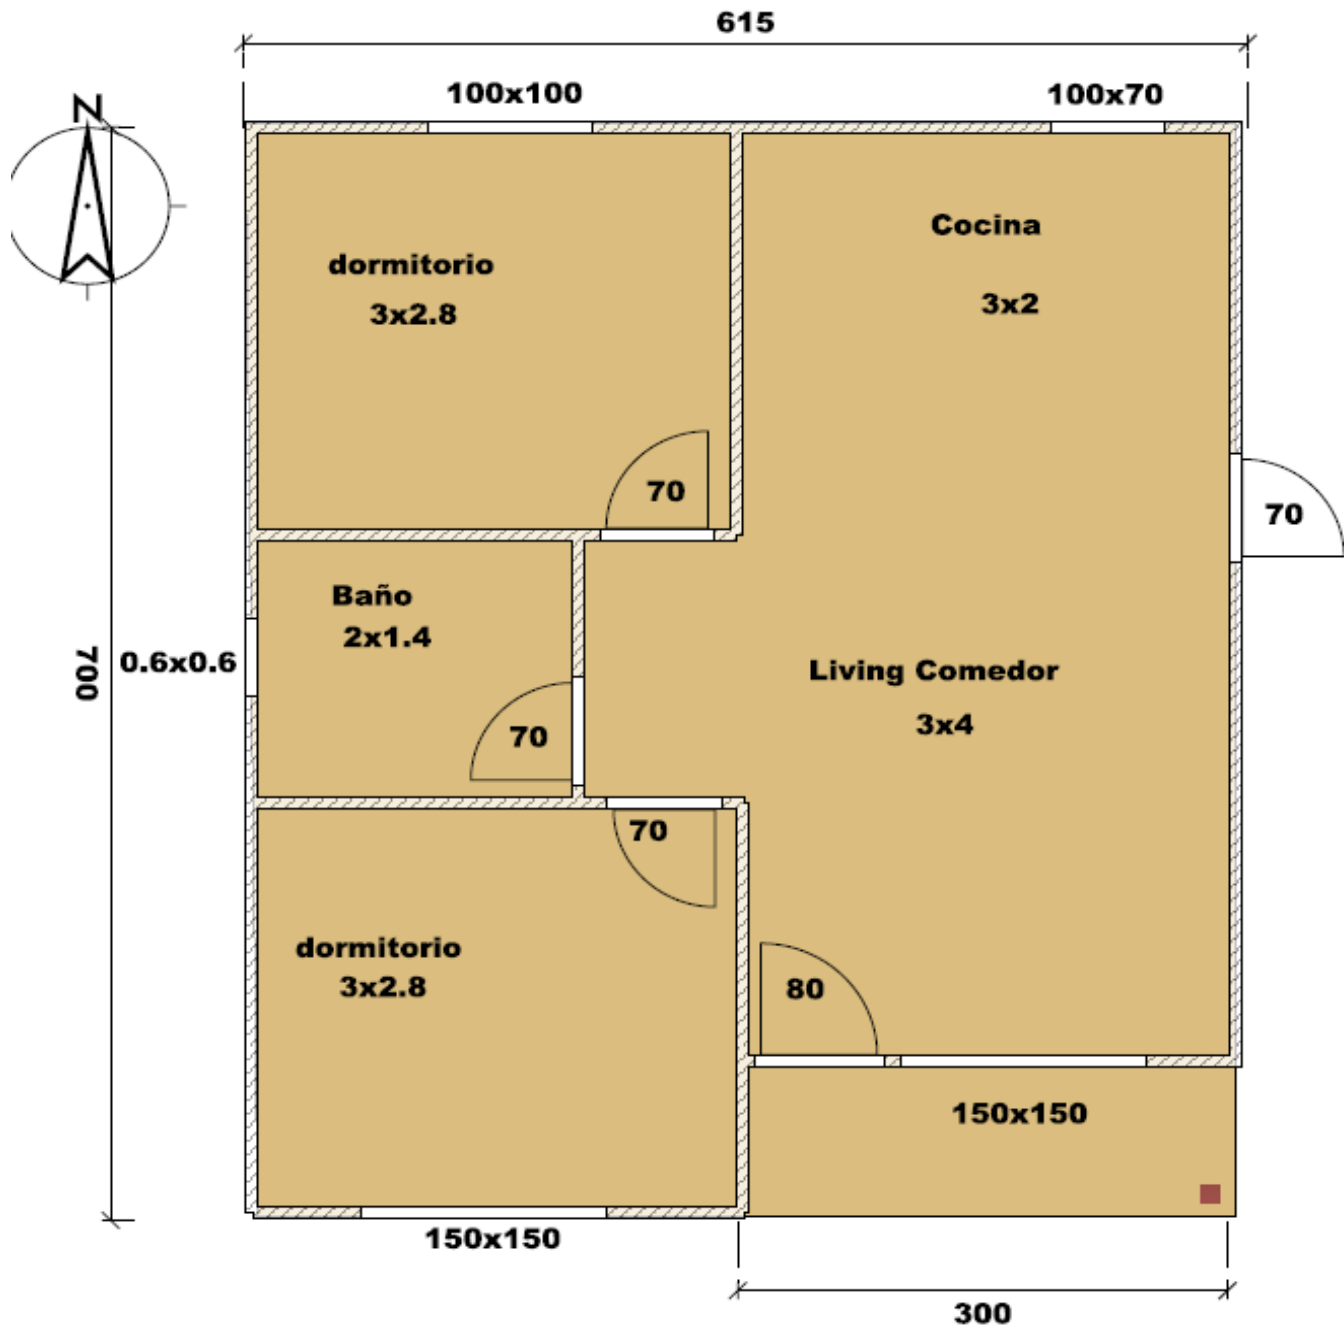 615
100x100
100x70
N
Cocina
3x2
dormitorio
3x2.8
70
70
Baño
2x1.4
0.6x0.6
700
Living Comedor
3x4
70
70
dormitorio
3x2.8
80
150x150
150x150
300